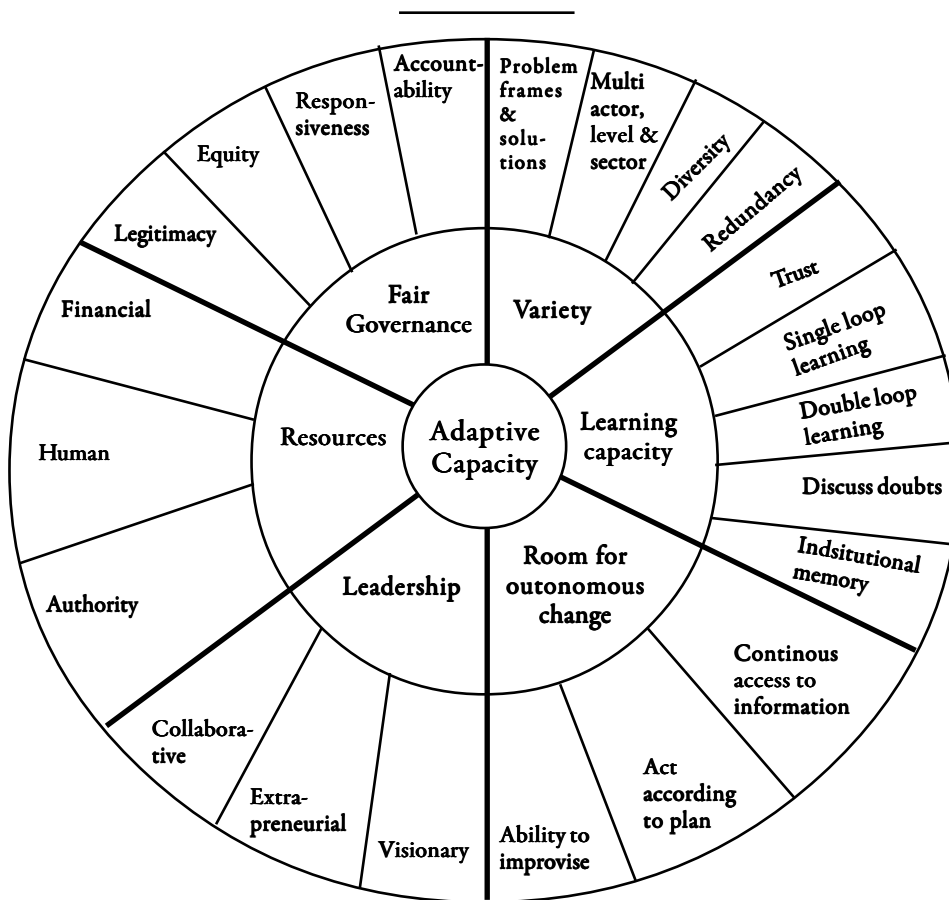 Adaptive
Capacity
Fair
Governance
Variety
Learning
capacity
Room for
outonomous
change
Leadership
Resources
Problem
frames
&
solu-
tions
Multi
actor,
level &
sector
Diversity
Redundancy
Trust
Single loop
learning
Double loop
learning
Discuss doubts
Indsitutional
memory
Continous
access to
information
Act
according
to plan
Ability to
improvise
Visionary
Extra-
preneurial
Collabora-
tive
Authority
Human
Financial
Legitimacy
Equity
Respon-
siveness
Account-
ability